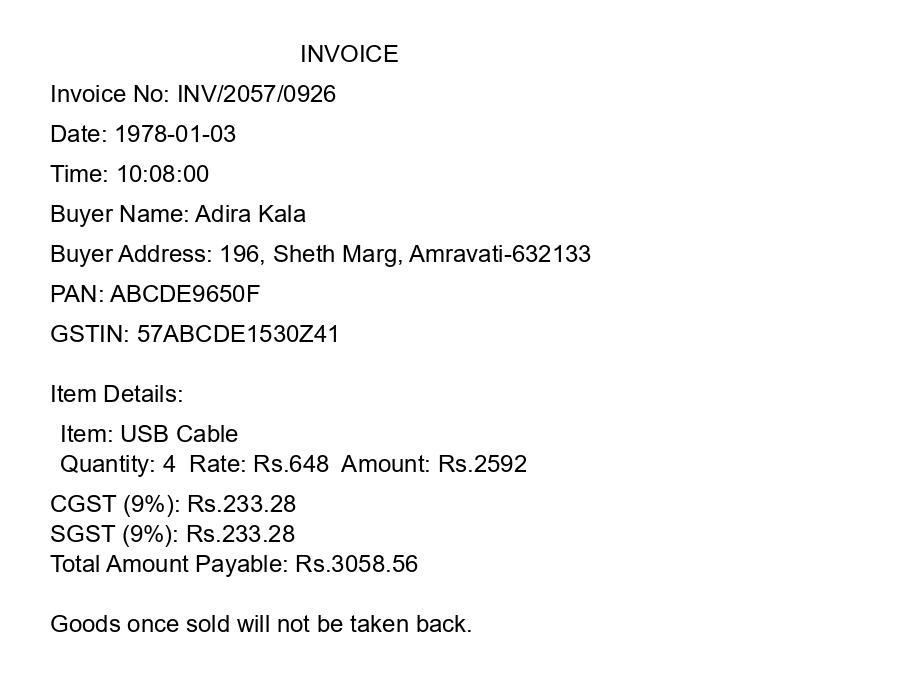 INVOICE
Invoice No: INV/2057/0926
Date: 1978-01-03
Time: 10:08:00
Buyer Name: Adira Kala
Buyer Address: 196, Sheth Marg, Amravati-632133
PAN: ABCDE9650F
GSTIN: 57ABCDE1530Z41
Item Details:
Item: USB Cable
Quantity: 4  Rate: Rs.648  Amount: Rs.2592
CGST (9%): Rs.233.28
SGST (9%): Rs.233.28
Total Amount Payable: Rs.3058.56
Goods once sold will not be taken back.